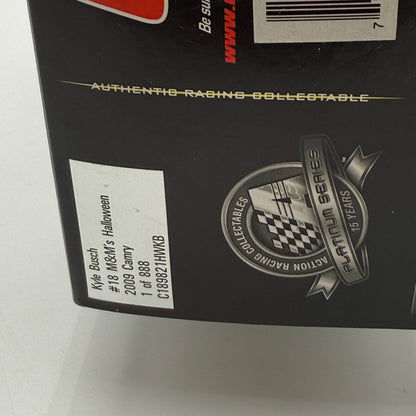 Be su
www.
7
AUTHENTIC RACING COLLECTABLE
Kyle Busch
#18 M&M's Halloween
2009 Camry
1 of 888
C189821HWKB
PLATINUM SERIES
15 YEARS
ACTION RACING COLLECTABLES